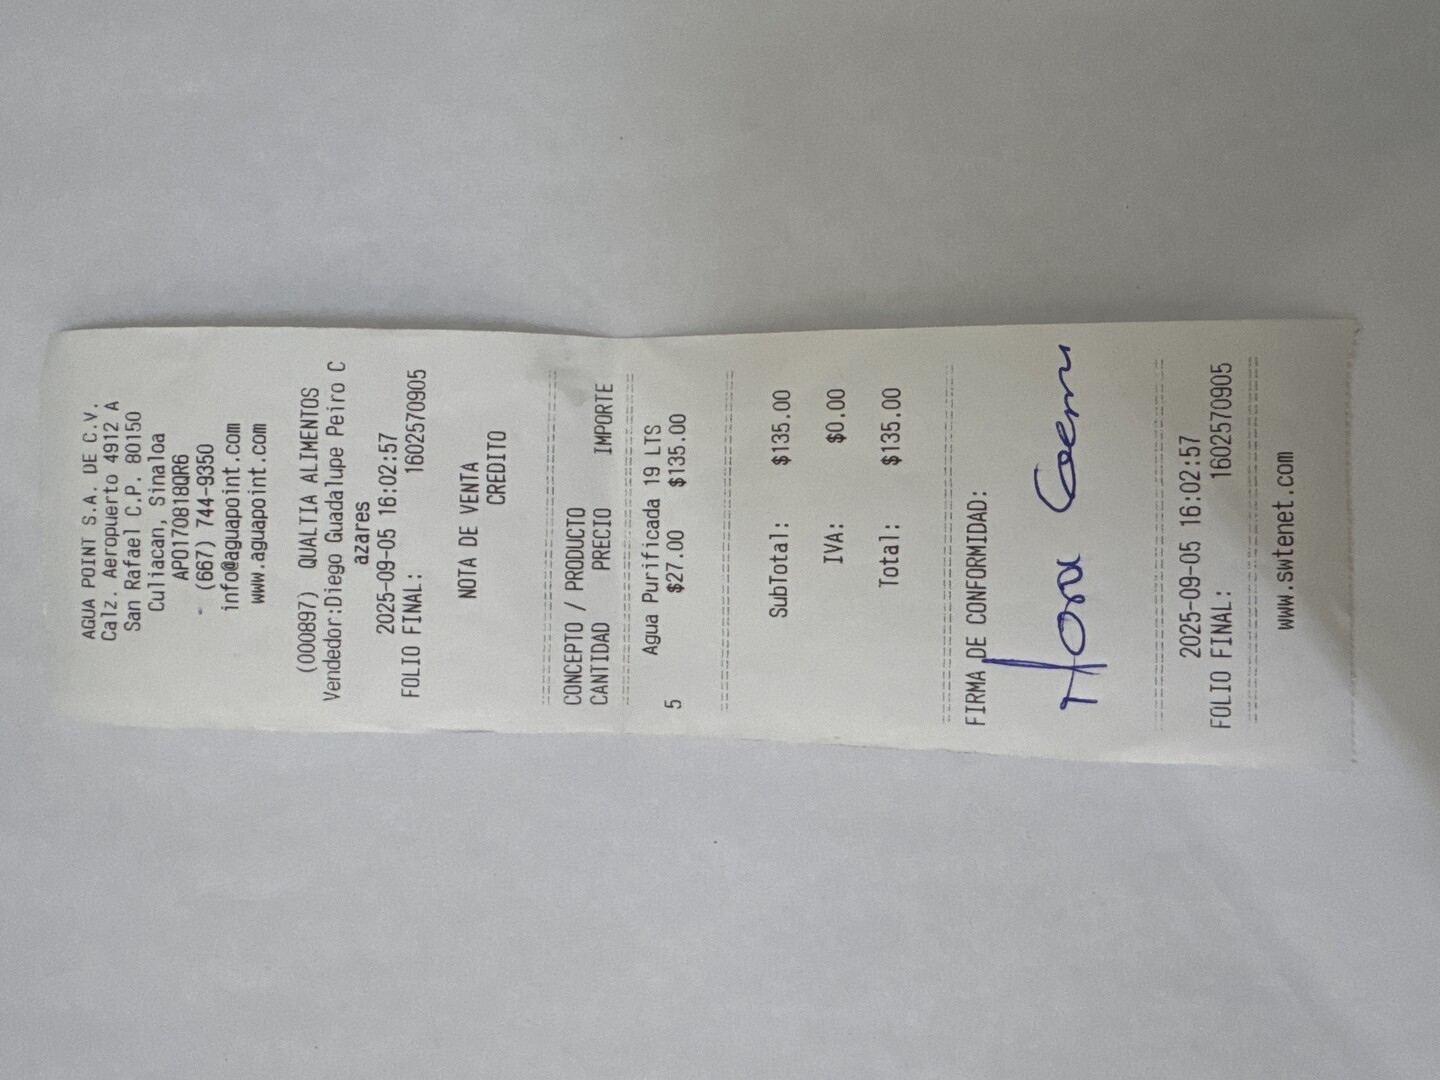 AGUA POINT S.A. DE C.V.
Calz. Aeropuerto 4912 A
San Rafael C.P. 80150
Culiacan, Sinaloa
APO170818QR6
- (667) 744-9350
info@aguapoint.com
www.aguapoint.com
(000897) QUALTIA ALIMENTOS
Vendedor:Diego Guadalupe Peiro C
azares
2025-09-05 16:02:57
FOLIO FINAL: 1602570905
NOTA DE VENTA
CREDITO
CONCEPTO / PRODUCTO
CANTIDAD PRECIO IMPORTE
Agua Purificada 19 LTS
5 $27.00 $135.00
SubTotal: $135.00
IVA: $0.00
Total: $135.00
FIRMA DE CONFORMIDAD:
2025-09-05 16:02:57
FOLIO FINAL: 1602570905
www.swtenet.com